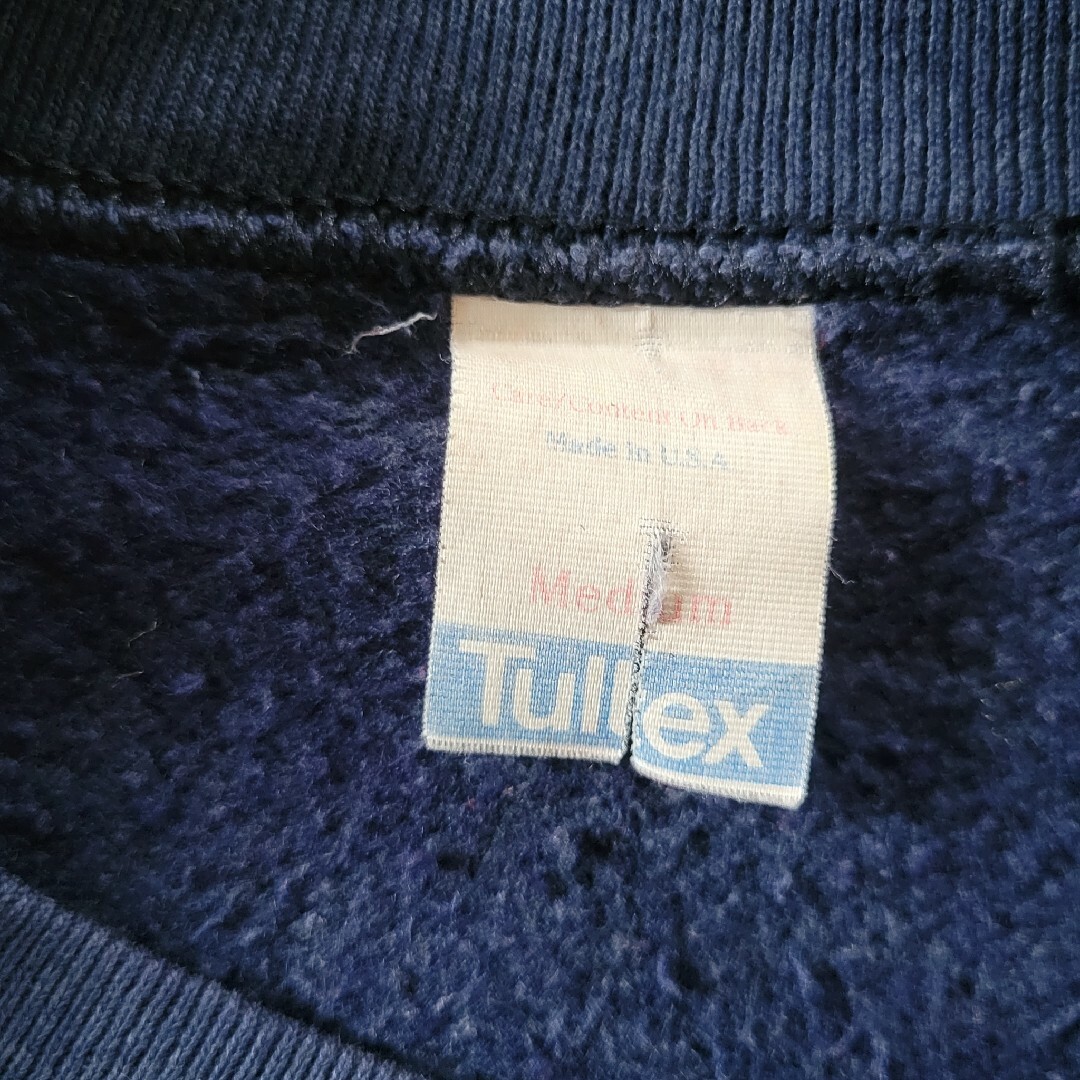 Care/Content On Back
Made in U.S.A
Medium
Tultex